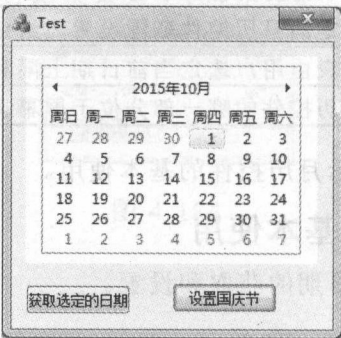 Test
2015年10月
周日 周一 周二 周三 周四 周五 周六
27 28 29 30 1 2 3
4 5 6 7 8 9 10
11 12 13 14 15 16 17
18 19 20 21 22 23 24
25 26 27 28 29 30 31
1 2 3 4 5 6 7
获取选定的日期 设置国庆节